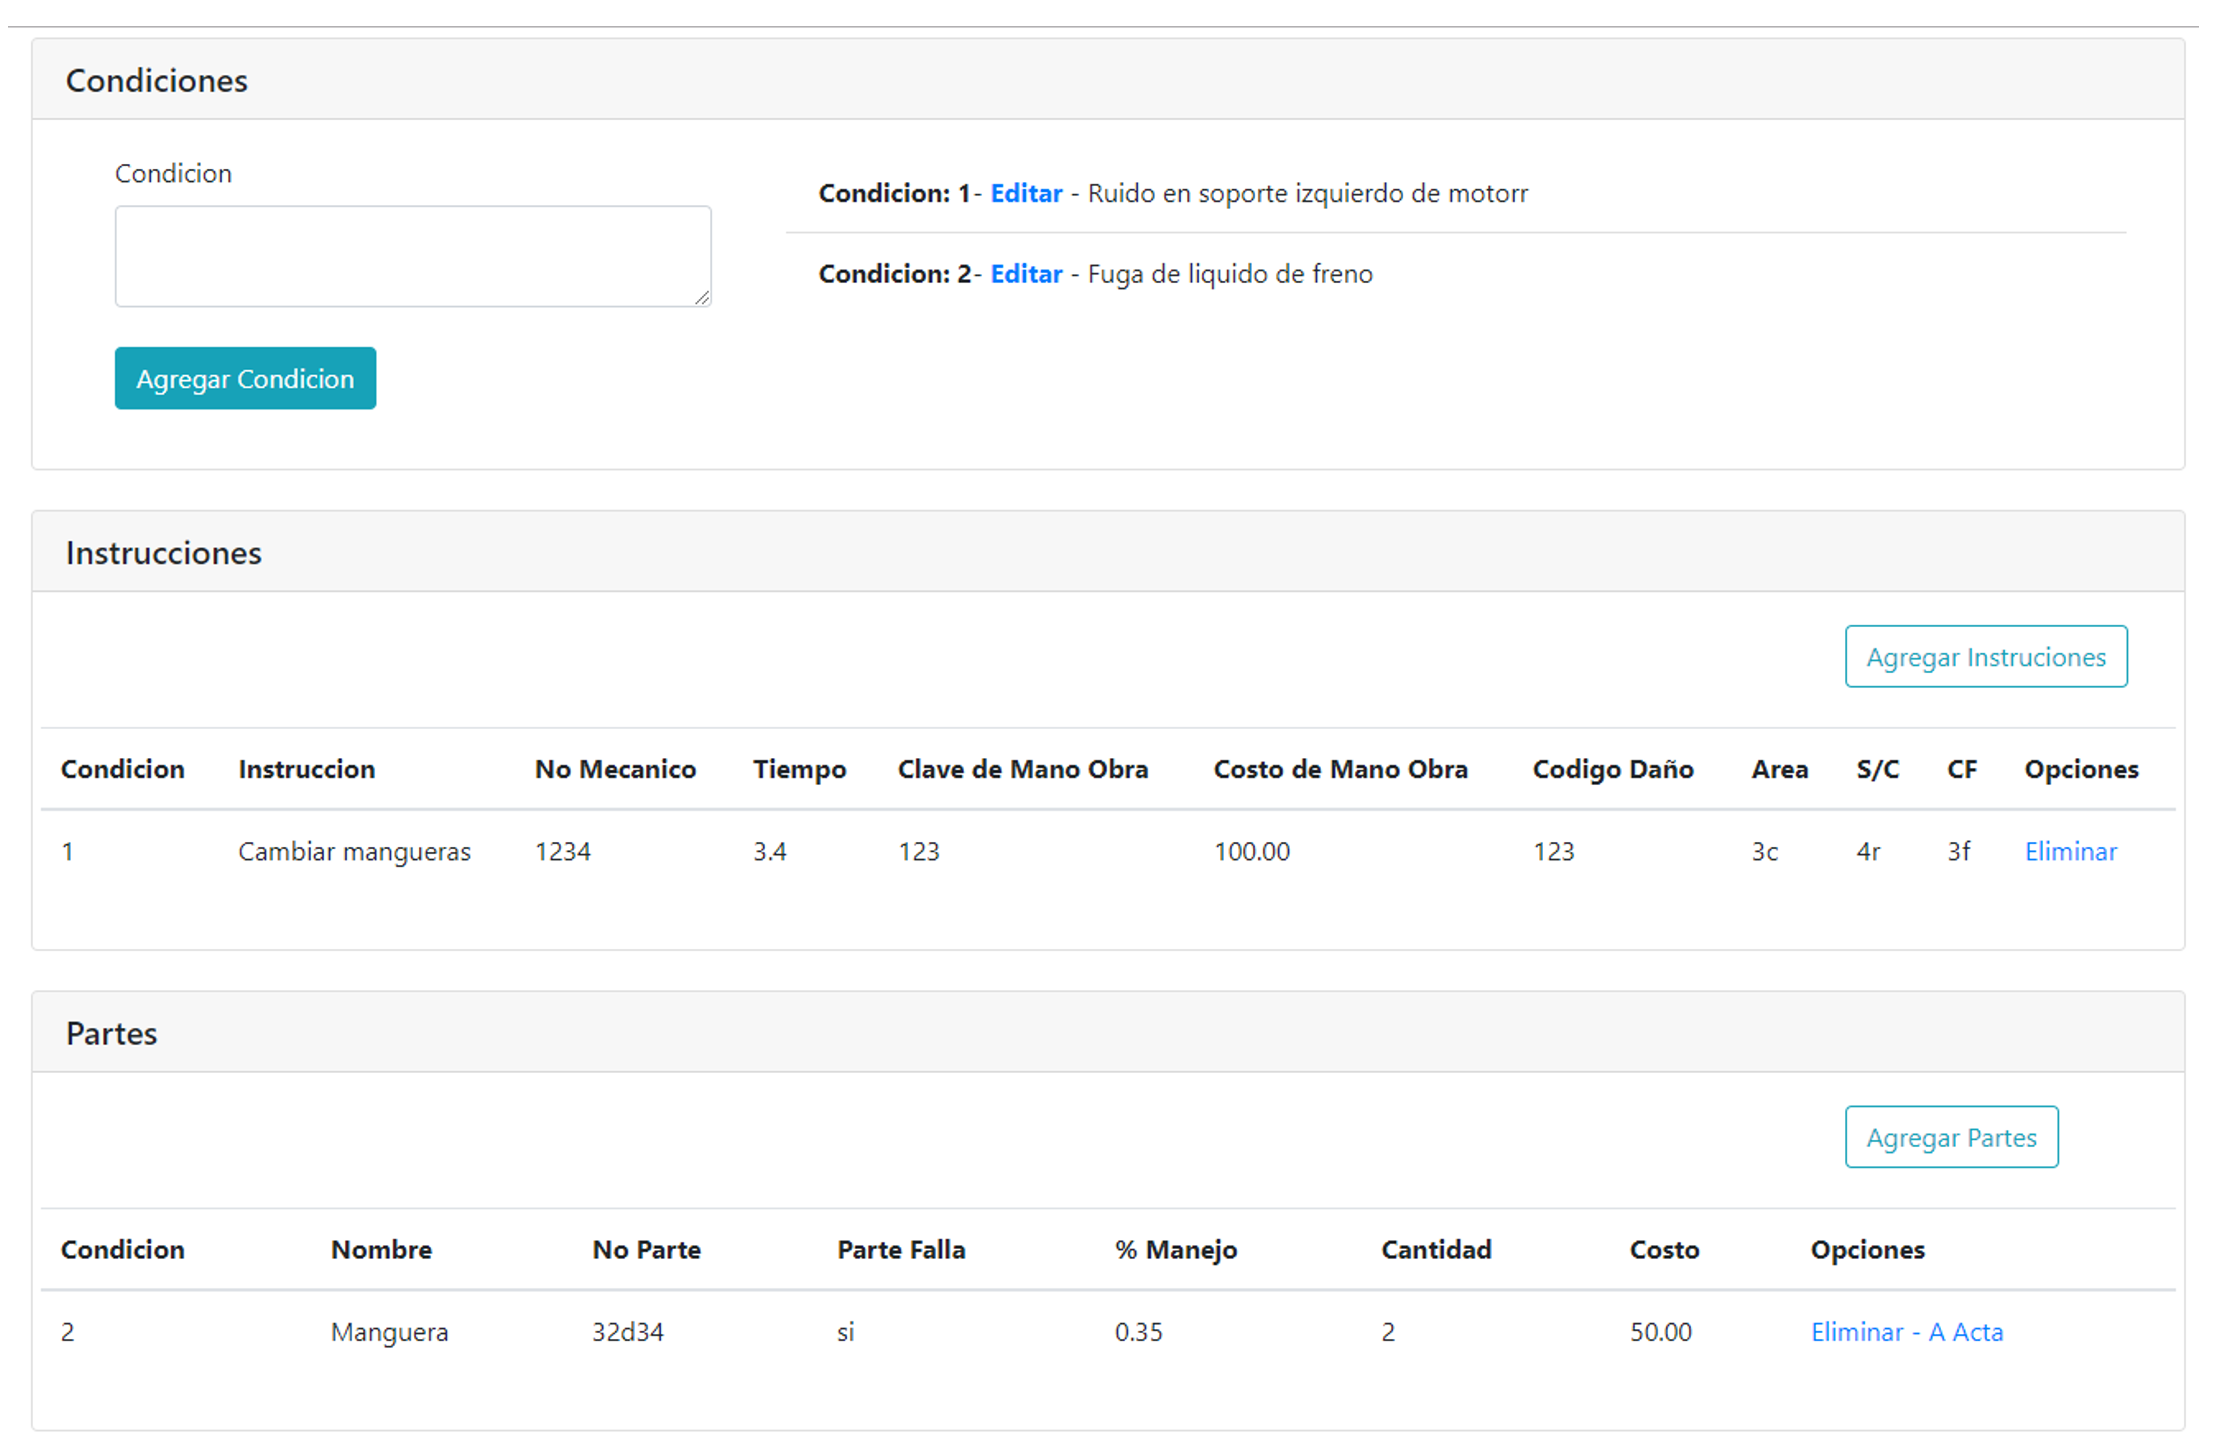 Condiciones
Condicion
Condicion: 1- Editar - Ruido en soporte izquierdo de motorr
Condicion: 2- Editar - Fuga de liquido de freno
Agregar Condicion
Instrucciones
Agregar Instruciones
Condicion Instruccion No Mecanico Tiempo Clave de Mano Obra Costo de Mano Obra Codigo Daño Area S/C CF Opciones
1 Cambiar mangueras 1234 3.4 123 100.00 123 3c 4r 3f Eliminar
Partes
Agregar Partes
Condicion Nombre No Parte Parte Falla % Manejo Cantidad Costo Opciones
2 Manguera 32d34 si 0.35 2 50.00 Eliminar - A Acta